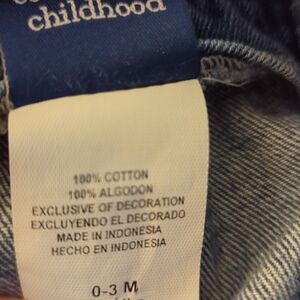 childhood
100% COTTON
100% ALGODON
EXCLUSIVE OF DECORATION
EXCLUYENDO EL DECORADO
MADE IN INDONESIA
HECHO EN INDONESIA
0-3 M